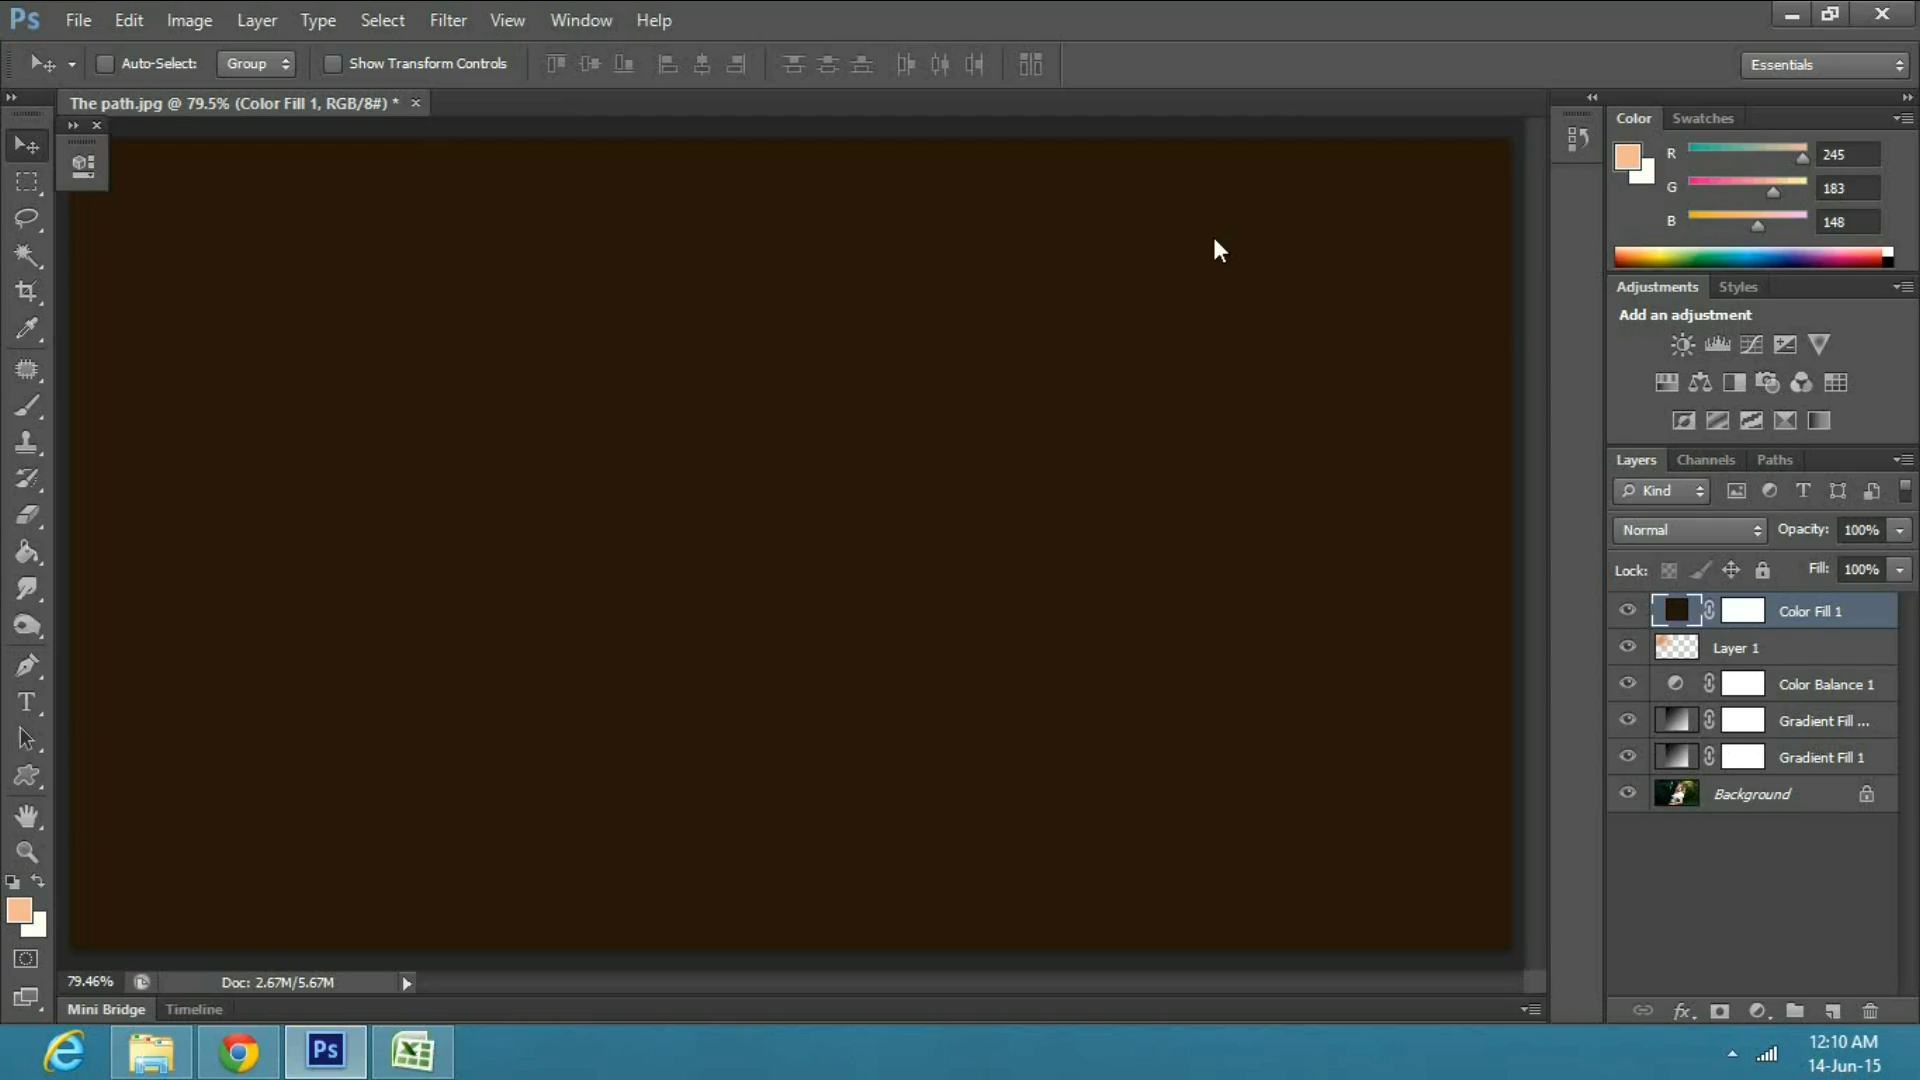 Ps File Edit Image Layer Type Select Filter View Window Help
Auto-Select: Group Show Transform Controls Essentials
The path.jpg @ 79.5% (Color Fill 1, RGB/8#) * ×
Color Swatches
R 245
G 183
B 148
Adjustments Styles
Add an adjustment
Layers Channels Paths
Kind
Normal Opacity: 100%
Lock: Fill: 100%
Color Fill 1
Layer 1
Color Balance 1
Gradient Fill ...
Gradient Fill 1
Background
79.46% Doc: 2.67M/5.67M
Mini Bridge Timeline
fx
Ps
12:10 AM
14-Jun-15